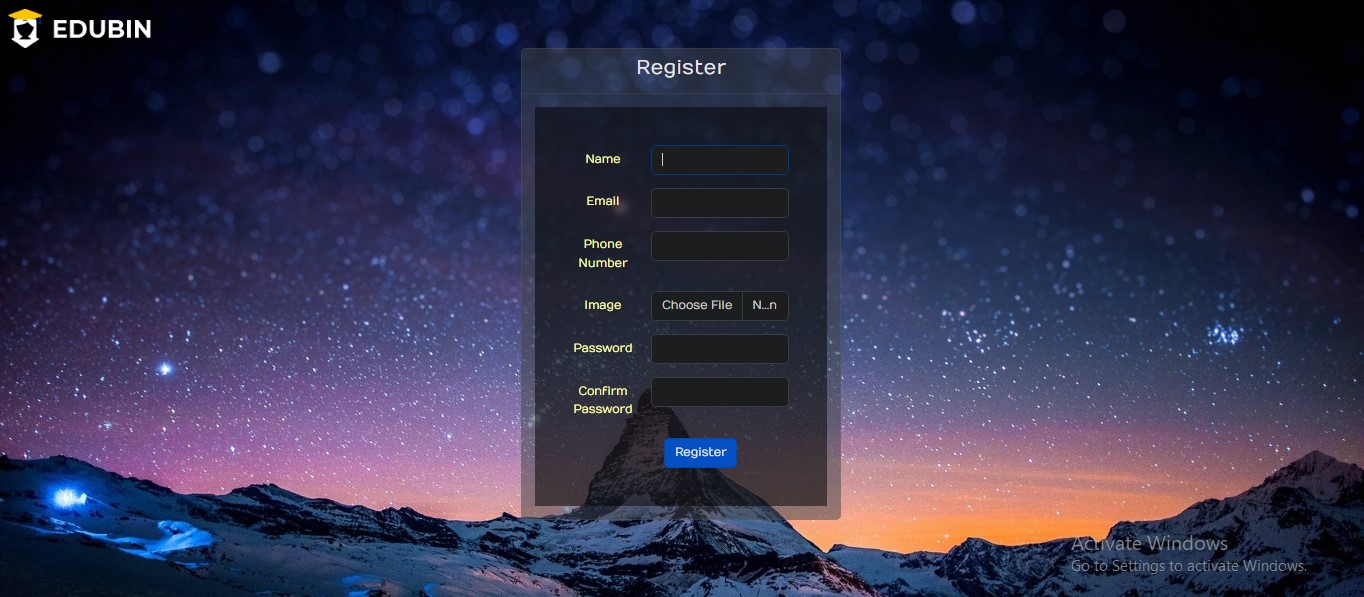 EDUBIN
Register
Name
Email
Phone
Number
Image
Choose File N...n
Password
Confirm
Password
Register
Activate Windows
Go to Settings to activate Windows.